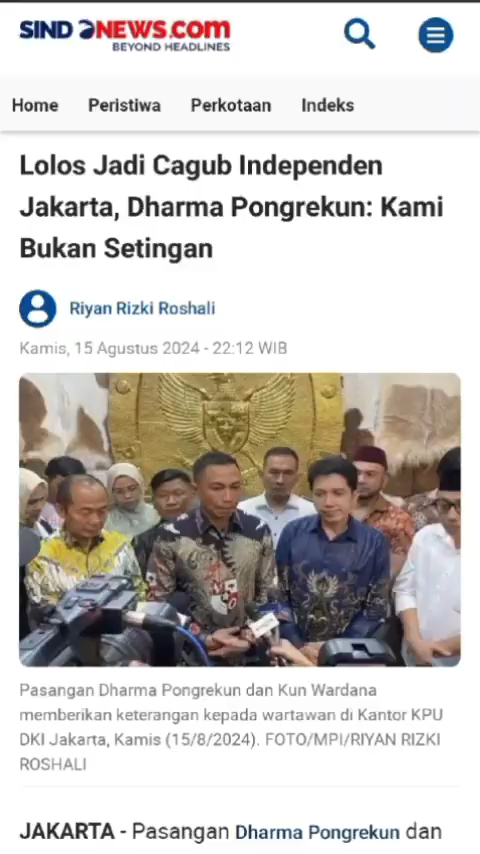 SINDONEWS.com
BEYOND HEADLINES
Home Peristiwa Perkotaan Indeks
Lolos Jadi Cagub Independen
Jakarta, Dharma Pongrekun: Kami
Bukan Setingan
Riyan Rizki Roshali
Kamis, 15 Agustus 2024 - 22:12 WIB
Pasangan Dharma Pongrekun dan Kun Wardana
memberikan keterangan kepada wartawan di Kantor KPU
DKI Jakarta, Kamis (15/8/2024). FOTO/MPI/RIYAN RIZKI
ROSHALI
JAKARTA - Pasangan Dharma Pongrekun dan